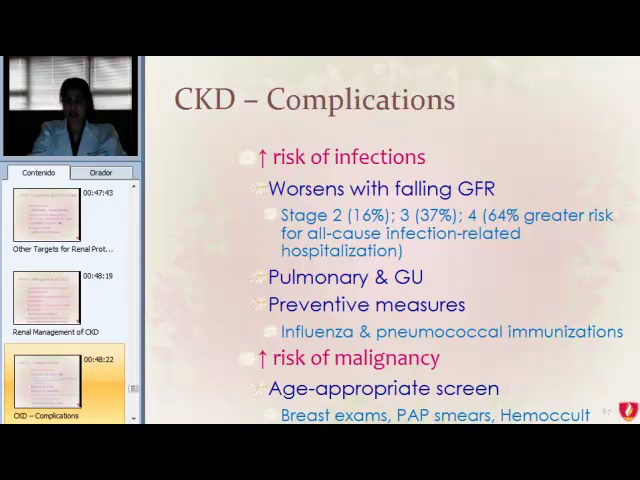 CKD – Complications
↑ risk of infections
Worsens with falling GFR
Stage 2 (16%); 3 (37%); 4 (64% greater risk
for all-cause infection-related
hospitalization)
Pulmonary & GU
Preventive measures
Influenza & pneumococcal immunizations
↑ risk of malignancy
Age-appropriate screen
Breast exams, PAP smears, Hemoccult
67
Contenido
Orador
00:47:43
Other Targets for Renal Prot...
00:48:19
Renal Management of CKD
00:48:22
CKD – Complications